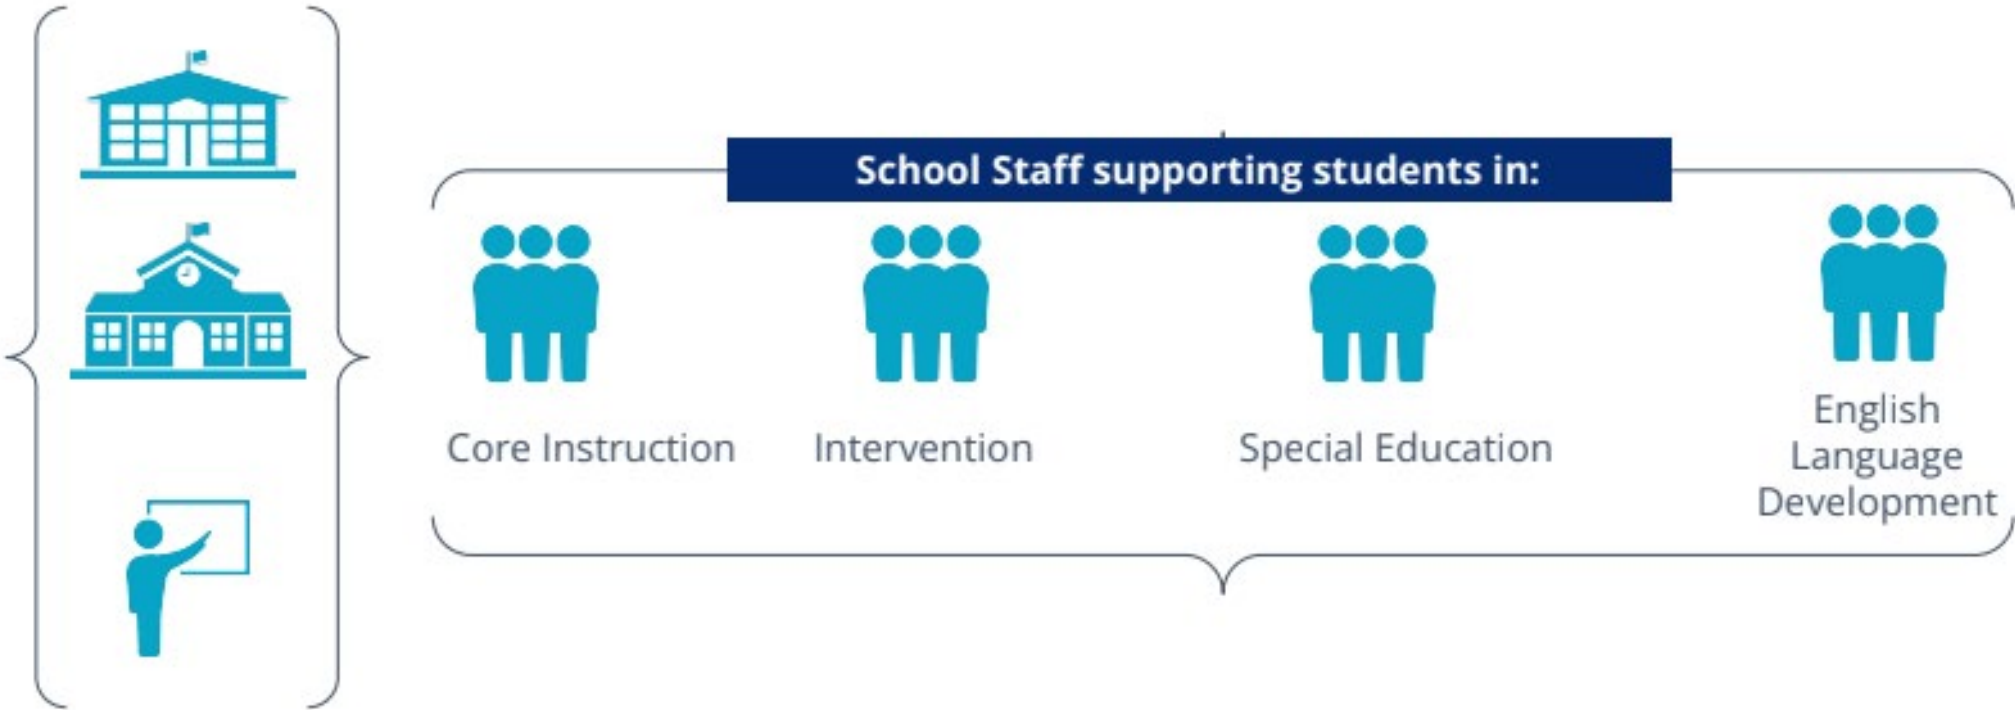 School Staff supporting students in:
Core Instruction
Intervention
Special Education
English
Language
Development